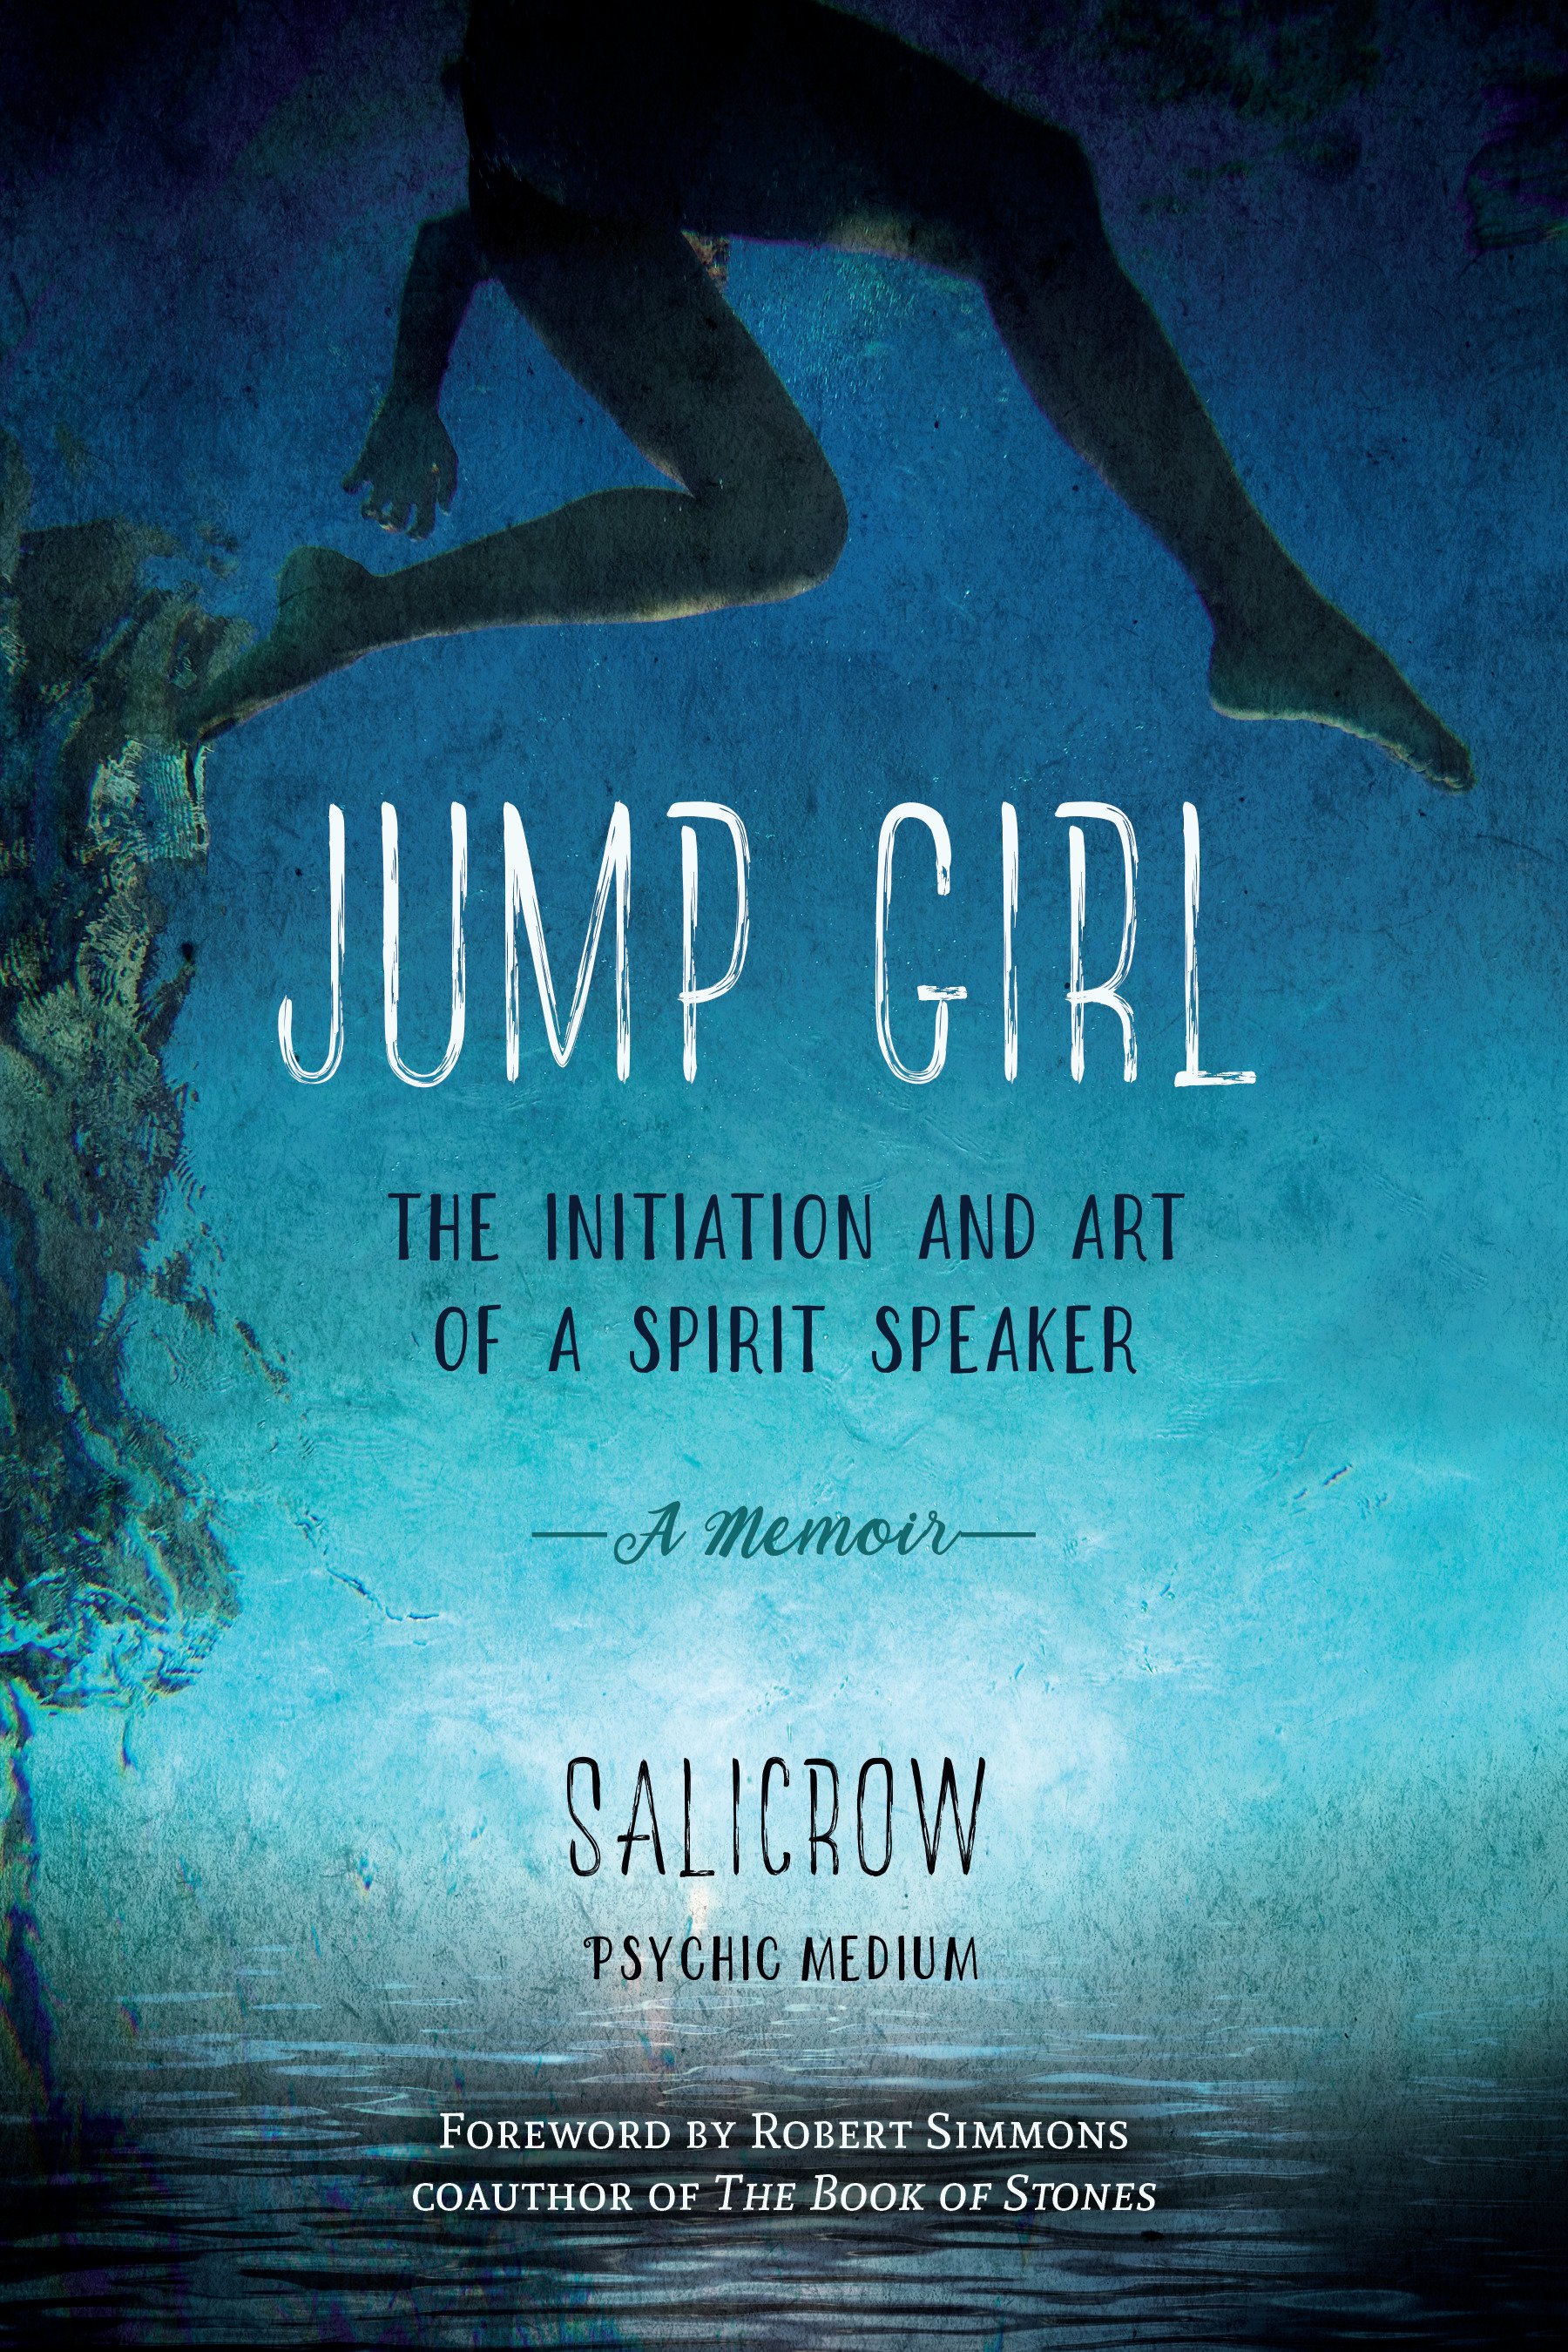 JUMP GIRL
THE INITIATION AND ART
OF A SPIRIT SPEAKER
A Memoir
SALICROW
PSYCHIC MEDIUM
FOREWORD BY ROBERT SIMMONS
COAUTHOR OF THE BOOK OF STONES